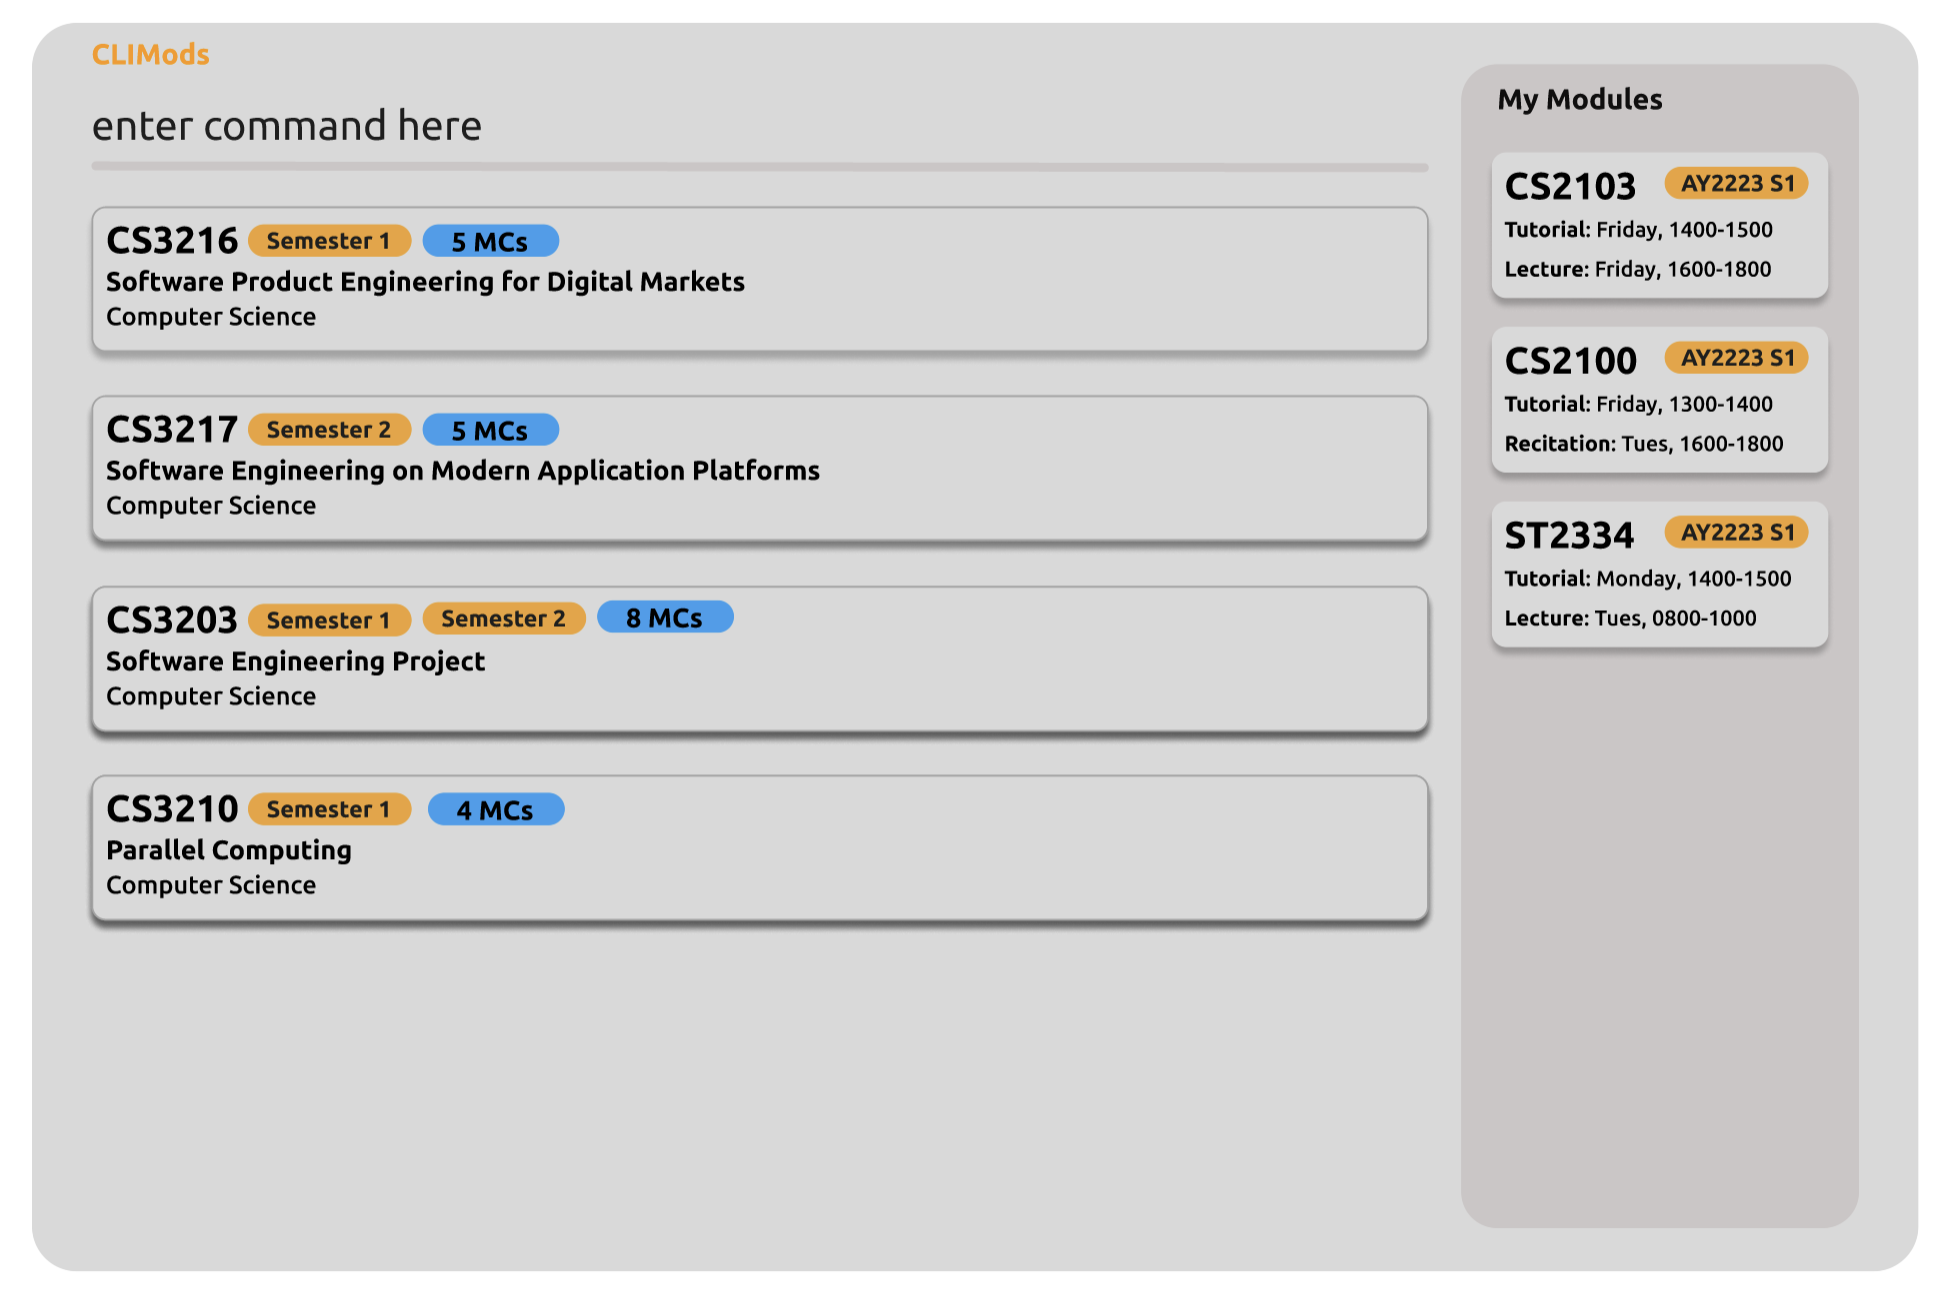 CLIMods
enter command here
CS3216 Semester 1 5 MCs
Software Product Engineering for Digital Markets
Computer Science
CS3217 Semester 2 5 MCs
Software Engineering on Modern Application Platforms
Computer Science
CS3203 Semester 1 Semester 2 8 MCs
Software Engineering Project
Computer Science
CS3210 Semester 1 4 MCs
Parallel Computing
Computer Science
My Modules
CS2103 AY2223 S1
Tutorial: Friday, 1400-1500
Lecture: Friday, 1600-1800
CS2100 AY2223 S1
Tutorial: Friday, 1300-1400
Recitation: Tues, 1600-1800
ST2334 AY2223 S1
Tutorial: Monday, 1400-1500
Lecture: Tues, 0800-1000